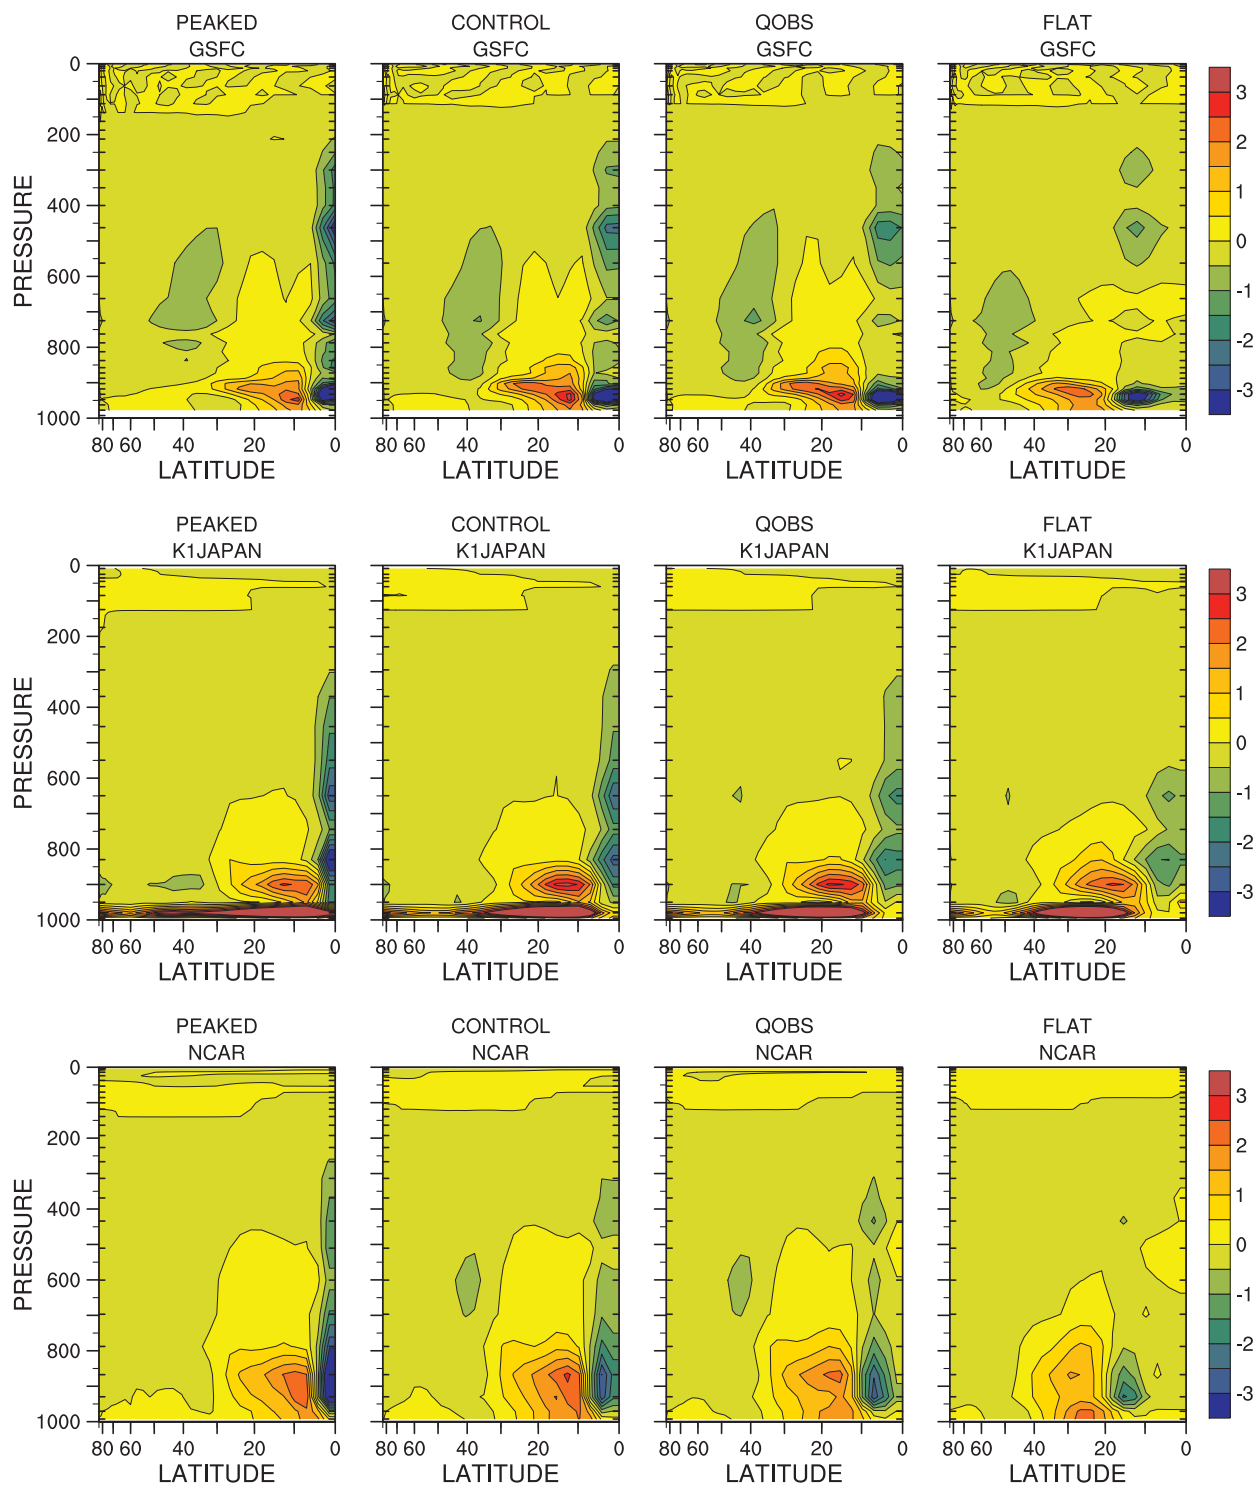 PEAKED CONTROL QOBS FLAT
GSFC GSFC GSFC GSFC
PRESSURE
0
200
400
600
800
1000
3
2
1
0
-1
-2
-3
80 60 40 20 0 80 60 40 20 0 80 60 40 20 0 80 60 40 20 0
LATITUDE LATITUDE LATITUDE LATITUDE
PEAKED CONTROL QOBS FLAT
K1JAPAN K1JAPAN K1JAPAN K1JAPAN
PRESSURE
0
200
400
600
800
1000
3
2
1
0
-1
-2
-3
80 60 40 20 0 80 60 40 20 0 80 60 40 20 0 80 60 40 20 0
LATITUDE LATITUDE LATITUDE LATITUDE
PEAKED CONTROL QOBS FLAT
NCAR NCAR NCAR NCAR
PRESSURE
0
200
400
600
800
1000
3
2
1
0
-1
-2
-3
80 60 40 20 0 80 60 40 20 0 80 60 40 20 0 80 60 40 20 0
LATITUDE LATITUDE LATITUDE LATITUDE